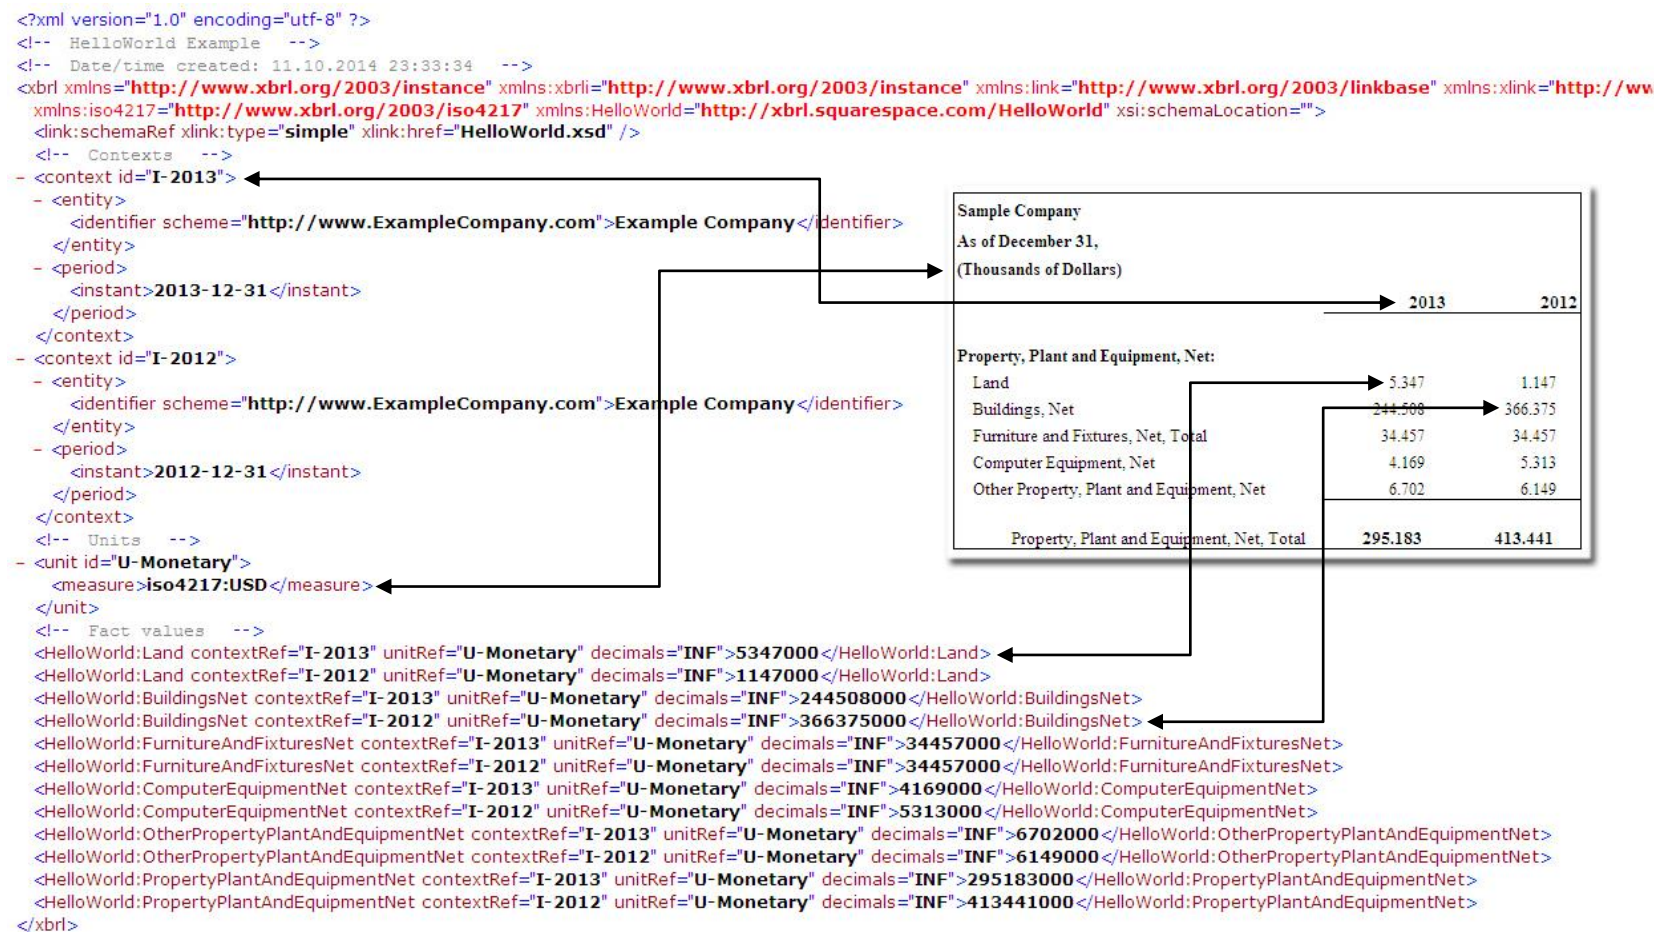 <?xml version="1.0" encoding="utf-8" ?>
<!-- HelloWorld Example -->
<!-- Date/time created: 11.10.2014 23:33:34 -->
<xbrl xmlns="http://www.xbrl.org/2003/instance" xmlns:xbrli="http://www.xbrl.org/2003/instance" xmlns:link="http://www.xbrl.org/2003/linkbase" xmlns:xlink="http://ww
xmlns:iso4217="http://www.xbrl.org/2003/iso4217" xmlns:HelloWorld="http://xbrl.squarespace.com/HelloWorld" xsi:schemaLocation="">
<link:schemaRef xlink:type="simple" xlink:href="HelloWorld.xsd" />
<!-- Contexts -->
- <context id="I-2013">
- <entity>
<identifier scheme="http://www.ExampleCompany.com">Example Company</identifier>
</entity>
- <period>
<instant>2013-12-31</instant>
</period>
</context>
- <context id="I-2012">
- <entity>
<identifier scheme="http://www.ExampleCompany.com">Example Company</identifier>
</entity>
- <period>
<instant>2012-12-31</instant>
</period>
</context>
<!-- Units -->
- <unit id="U-Monetary">
<measure>iso4217:USD</measure>
</unit>
<!-- Fact values -->
<HelloWorld:Land contextRef="I-2013" unitRef="U-Monetary" decimals="INF">5347000</HelloWorld:Land>
<HelloWorld:Land contextRef="I-2012" unitRef="U-Monetary" decimals="INF">1147000</HelloWorld:Land>
<HelloWorld:BuildingsNet contextRef="I-2013" unitRef="U-Monetary" decimals="INF">244508000</HelloWorld:BuildingsNet>
<HelloWorld:BuildingsNet contextRef="I-2012" unitRef="U-Monetary" decimals="INF">366375000</HelloWorld:BuildingsNet>
<HelloWorld:FurnitureAndFixturesNet contextRef="I-2013" unitRef="U-Monetary" decimals="INF">34457000</HelloWorld:FurnitureAndFixturesNet>
<HelloWorld:FurnitureAndFixturesNet contextRef="I-2012" unitRef="U-Monetary" decimals="INF">34457000</HelloWorld:FurnitureAndFixturesNet>
<HelloWorld:ComputerEquipmentNet contextRef="I-2013" unitRef="U-Monetary" decimals="INF">4169000</HelloWorld:ComputerEquipmentNet>
<HelloWorld:ComputerEquipmentNet contextRef="I-2012" unitRef="U-Monetary" decimals="INF">5313000</HelloWorld:ComputerEquipmentNet>
<HelloWorld:OtherPropertyPlantAndEquipmentNet contextRef="I-2013" unitRef="U-Monetary" decimals="INF">6702000</HelloWorld:OtherPropertyPlantAndEquipmentNet>
<HelloWorld:OtherPropertyPlantAndEquipmentNet contextRef="I-2012" unitRef="U-Monetary" decimals="INF">6149000</HelloWorld:OtherPropertyPlantAndEquipmentNet>
<HelloWorld:PropertyPlantAndEquipmentNet contextRef="I-2013" unitRef="U-Monetary" decimals="INF">295183000</HelloWorld:PropertyPlantAndEquipmentNet>
<HelloWorld:PropertyPlantAndEquipmentNet contextRef="I-2012" unitRef="U-Monetary" decimals="INF">413441000</HelloWorld:PropertyPlantAndEquipmentNet>
</xbrl>
Sample Company
As of December 31,
(Thousands of Dollars)
2013 2012
Property, Plant and Equipment, Net:
Land 5.347 1.147
Buildings, Net 244.508 366.375
Furniture and Fixtures, Net, Total 34.457 34.457
Computer Equipment, Net 4.169 5.313
Other Property, Plant and Equipment, Net 6.702 6.149
Property, Plant and Equipment, Net, Total 295.183 413.441